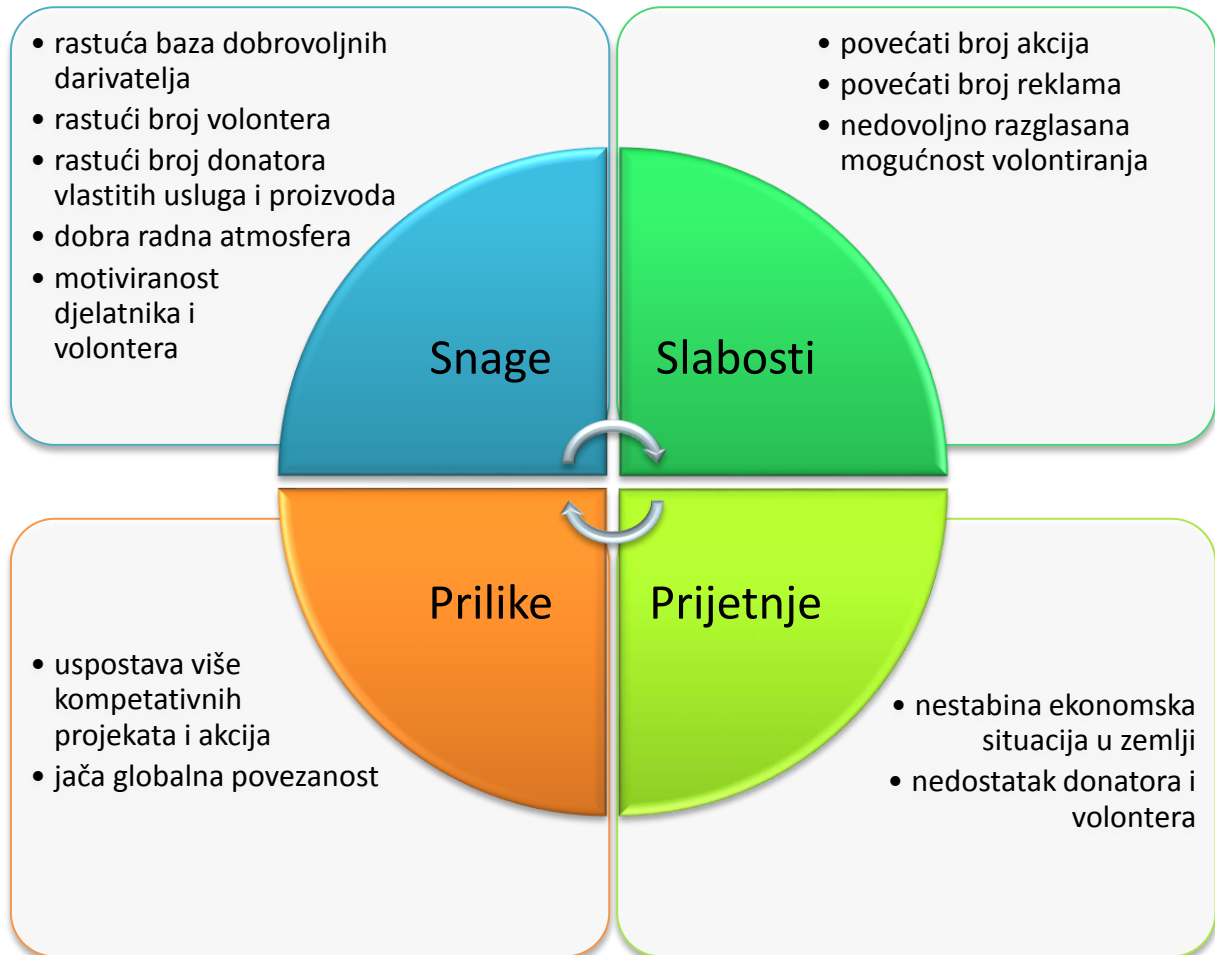 • rastuća baza dobrovoljnih
darivatelja
• rastući broj volontera
• rastući broj donatora
vlastitih usluga i proizvoda
• dobra radna atmosfera
• motiviranost
djelatnika i
volontera
• povećati broj akcija
• povećati broj reklama
• nedovoljno razglasana
mogućnost volontiranja
Snage
Slabosti
Prilike
Prijetnje
• uspostava više
kompetativnih
projekata i akcija
• jača globalna povezanost
• nestabina ekonomska
situacija u zemlji
• nedostatak donatora i
volontera